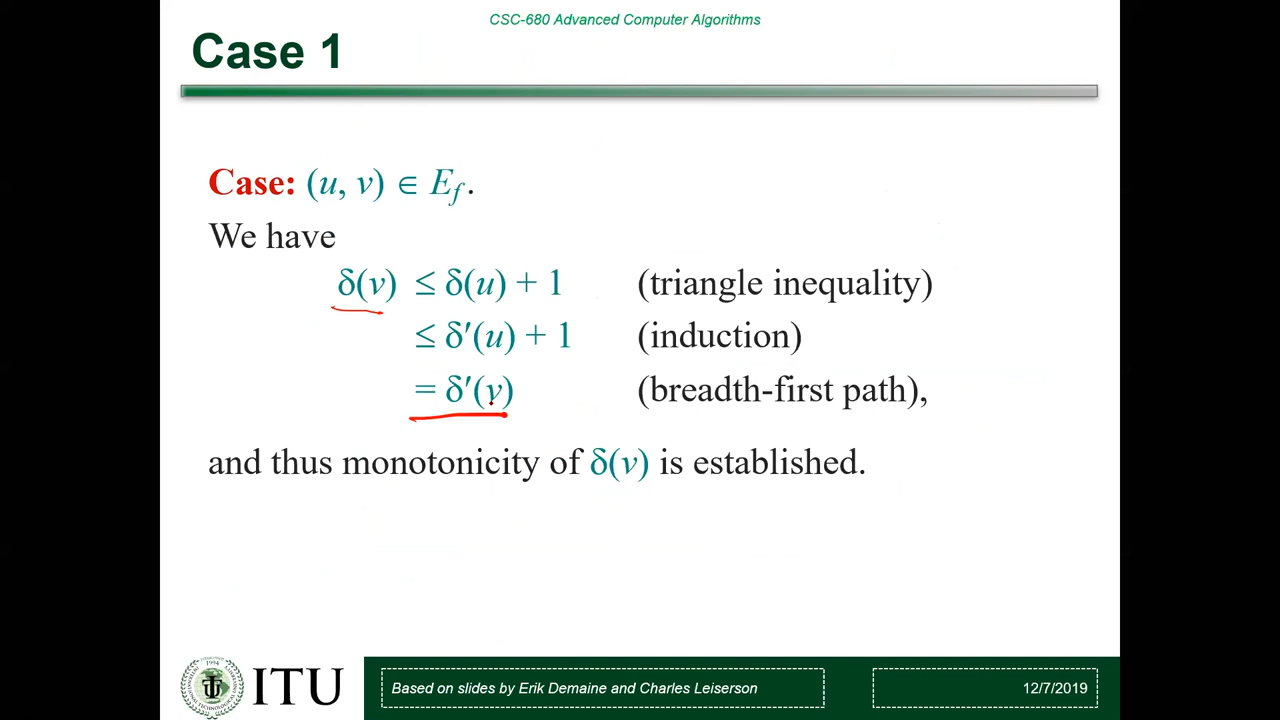 CSC-680 Advanced Computer Algorithms
Case 1
Case: (u, v) ∈ E_f.
We have
δ(v) ≤ δ(u) + 1 (triangle inequality)
≤ δ′(u) + 1 (induction)
= δ′(v) (breadth-first path),
and thus monotonicity of δ(v) is established.
1994
ITU
Based on slides by Erik Demaine and Charles Leiserson
12/7/2019